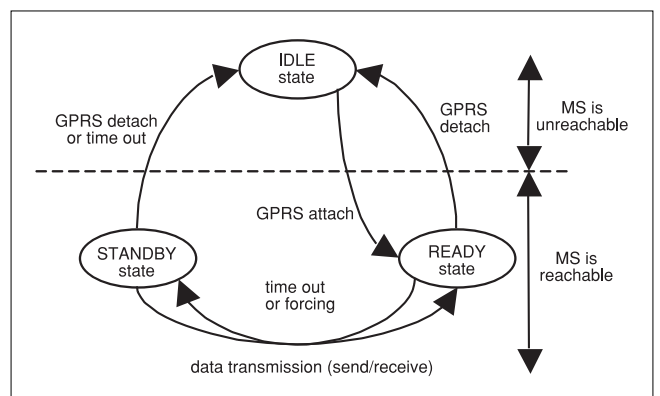 IDLE
state
GPRS detach
or time out
GPRS
detach
MS is
unreachable
GPRS attach
STANDBY
state
READY
state
MS is
reachable
time out
or forcing
data transmission (send/receive)